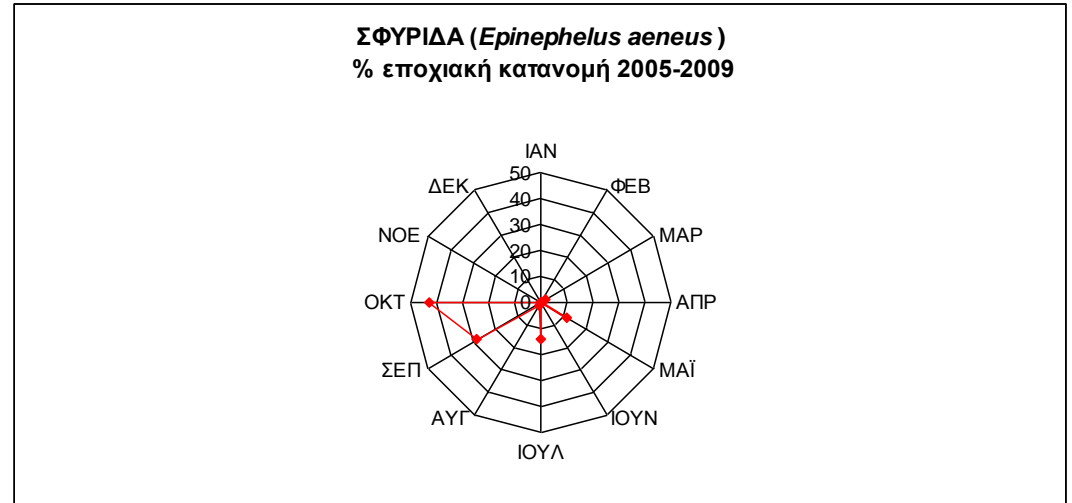 ΣΦΥΡΙΔΑ (Epinephelus aeneus)
% εποχιακή κατανομή 2005-2009
ΙΑΝ
50
ΔΕΚ
ΦΕΒ
40
30
ΝΟΕ
ΜΑΡ
20
10
ΟΚΤ
0
ΑΠΡ
ΣΕΠ
ΜΑΪ
ΑΥΓ
ΙΟΥΝ
ΙΟΥΛ